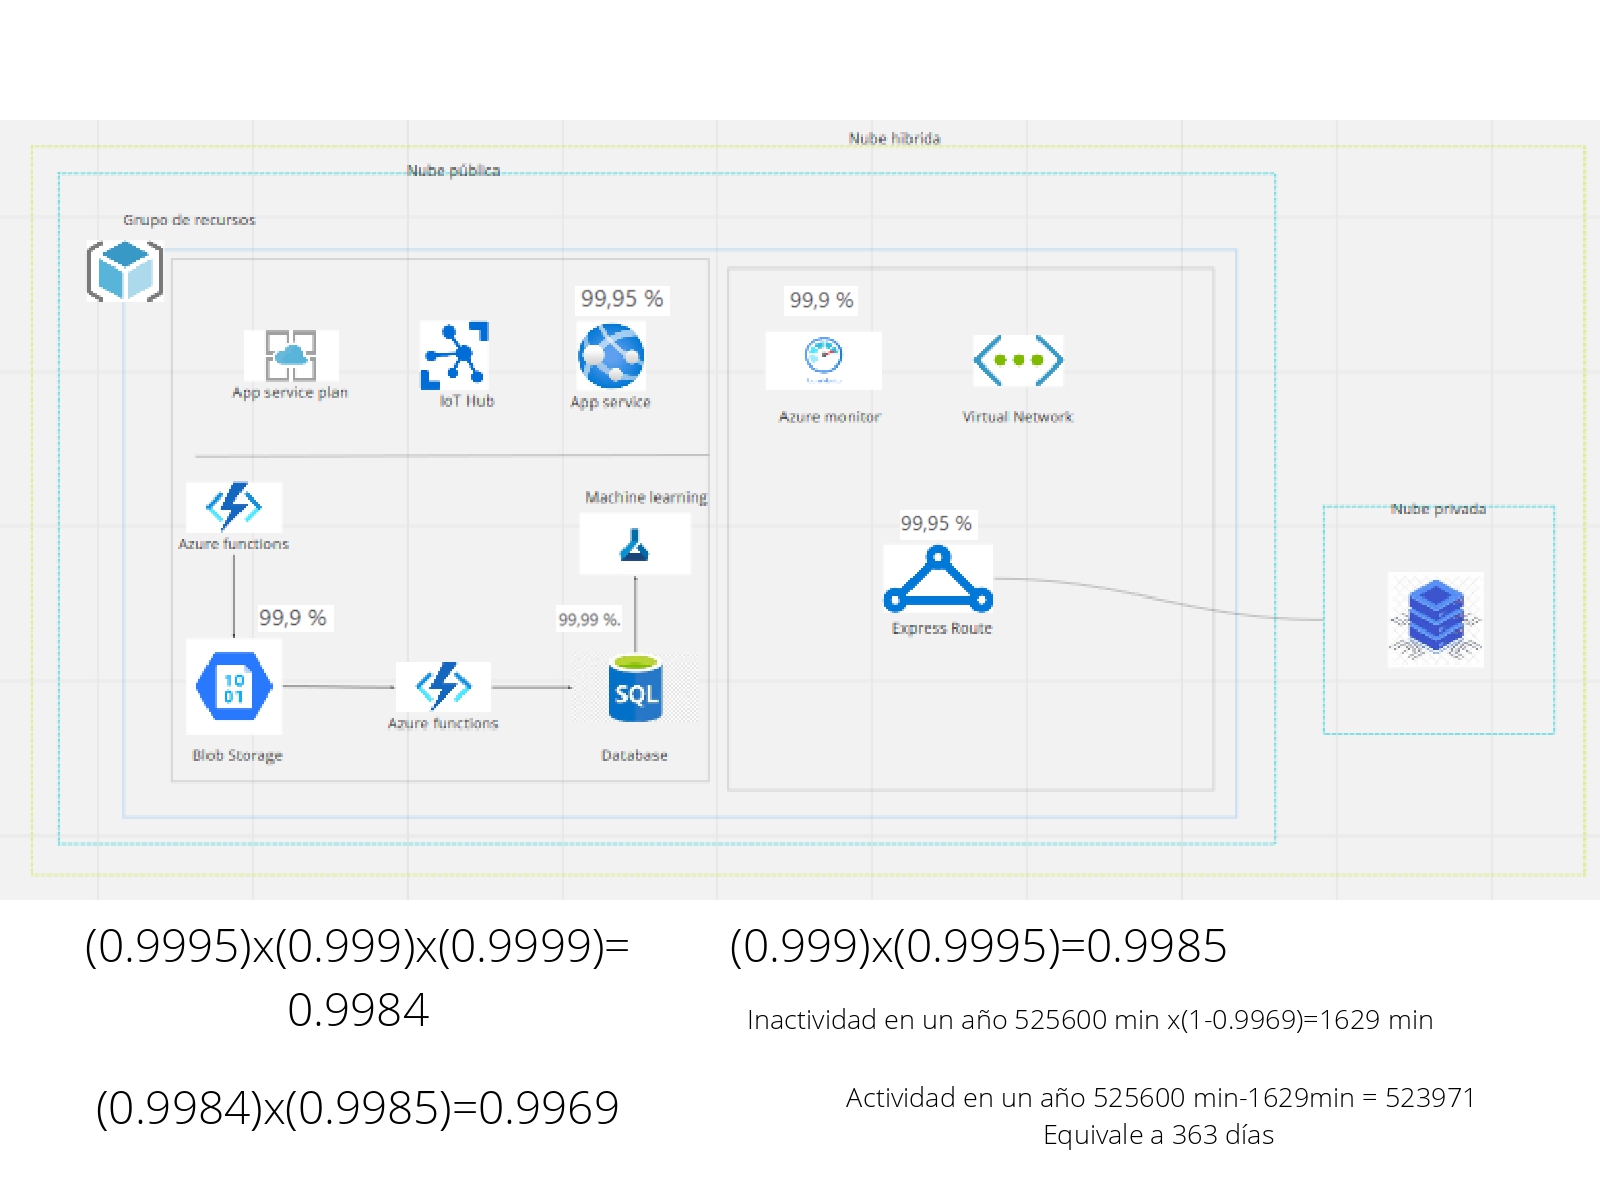 Nube híbrida
Nube pública
Grupo de recursos
99,95 %
99,9 %
App service plan
IoT Hub
App service
Azure monitor
Virtual Network
Machine learning
Azure functions
99,95 %
Nube privada
99,9 %
99,99 %.
Express Route
10
01
SQL
Azure functions
Blob Storage
Database
(0.9995)x(0.999)x(0.9999)=
0.9984
(0.999)x(0.9995)=0.9985
Inactividad en un año 525600 min x(1-0.9969)=1629 min
(0.9984)x(0.9985)=0.9969
Actividad en un año 525600 min-1629min = 523971
Equivale a 363 días